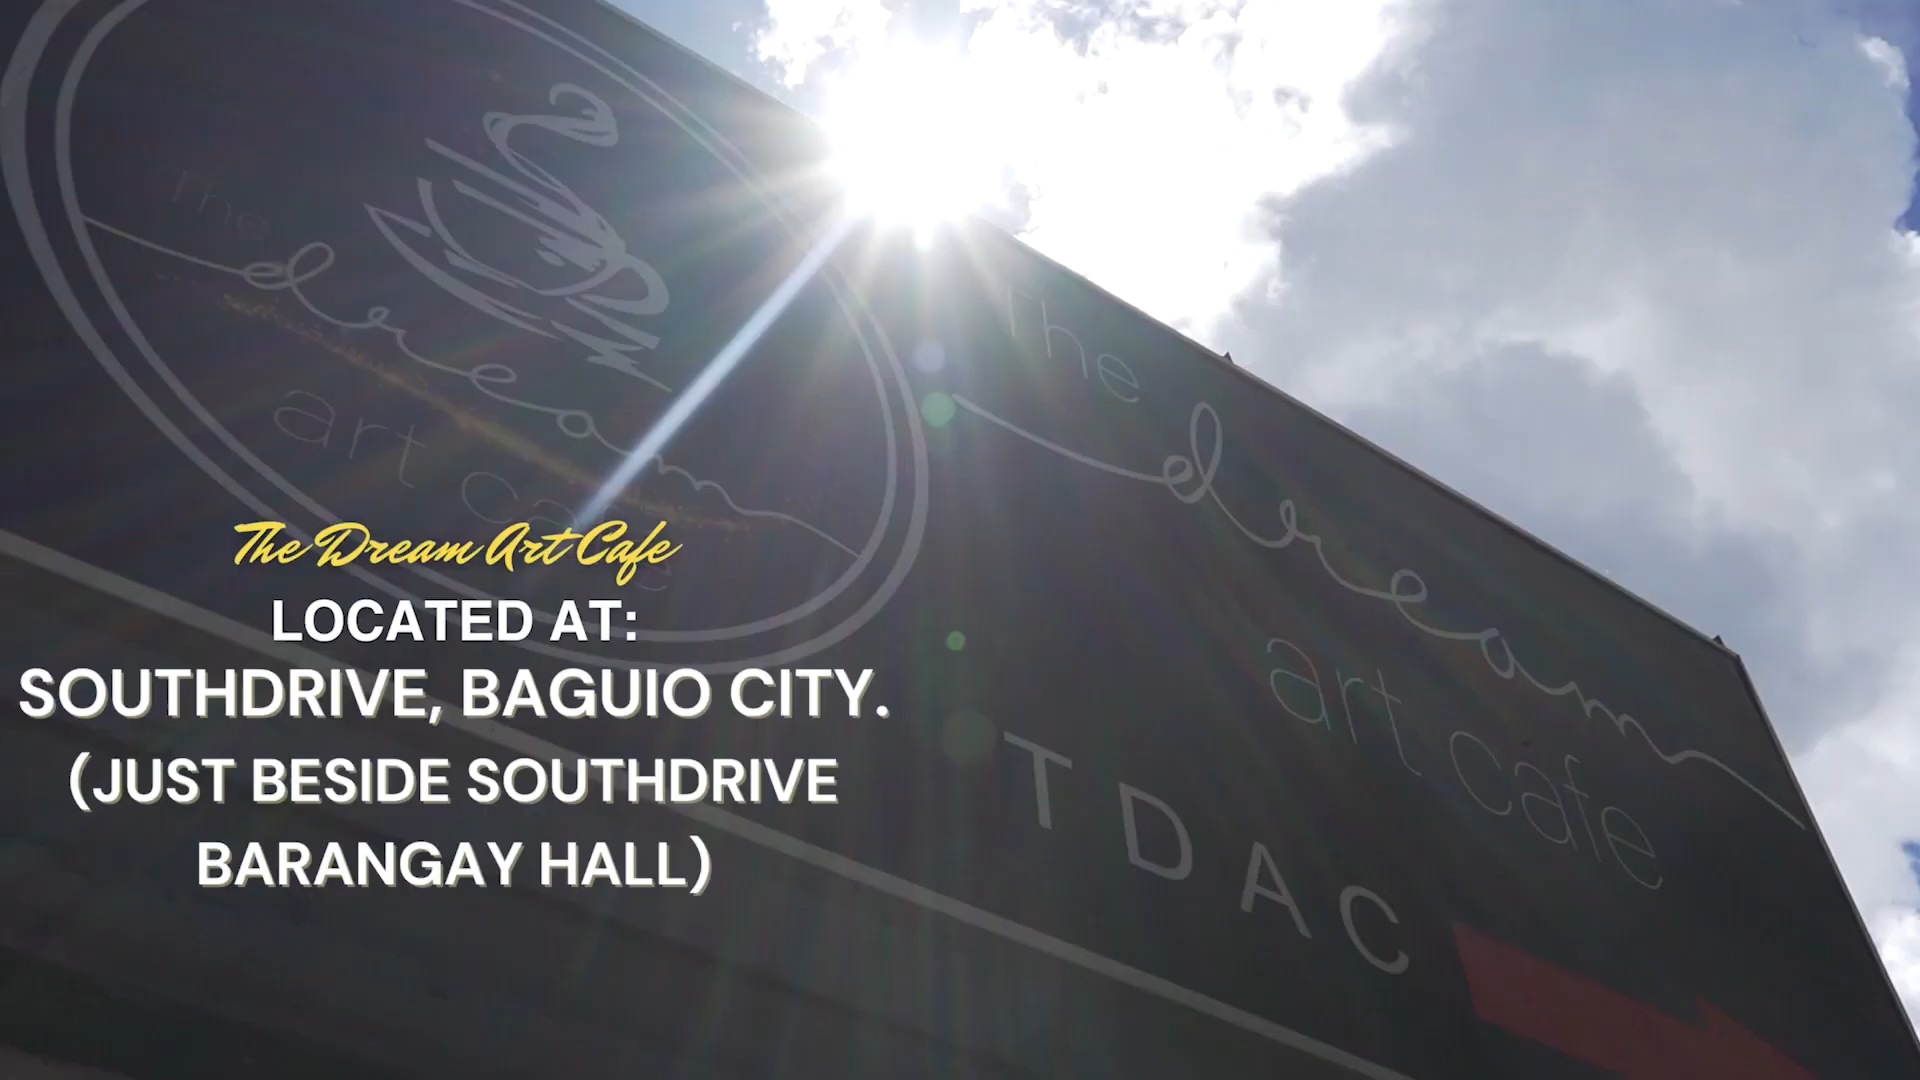 The
dream
art cafe
The
dream
art cafe
TDAC
The Dream Art Cafe
LOCATED AT:
SOUTHDRIVE, BAGUIO CITY.
(JUST BESIDE SOUTHDRIVE
BARANGAY HALL)